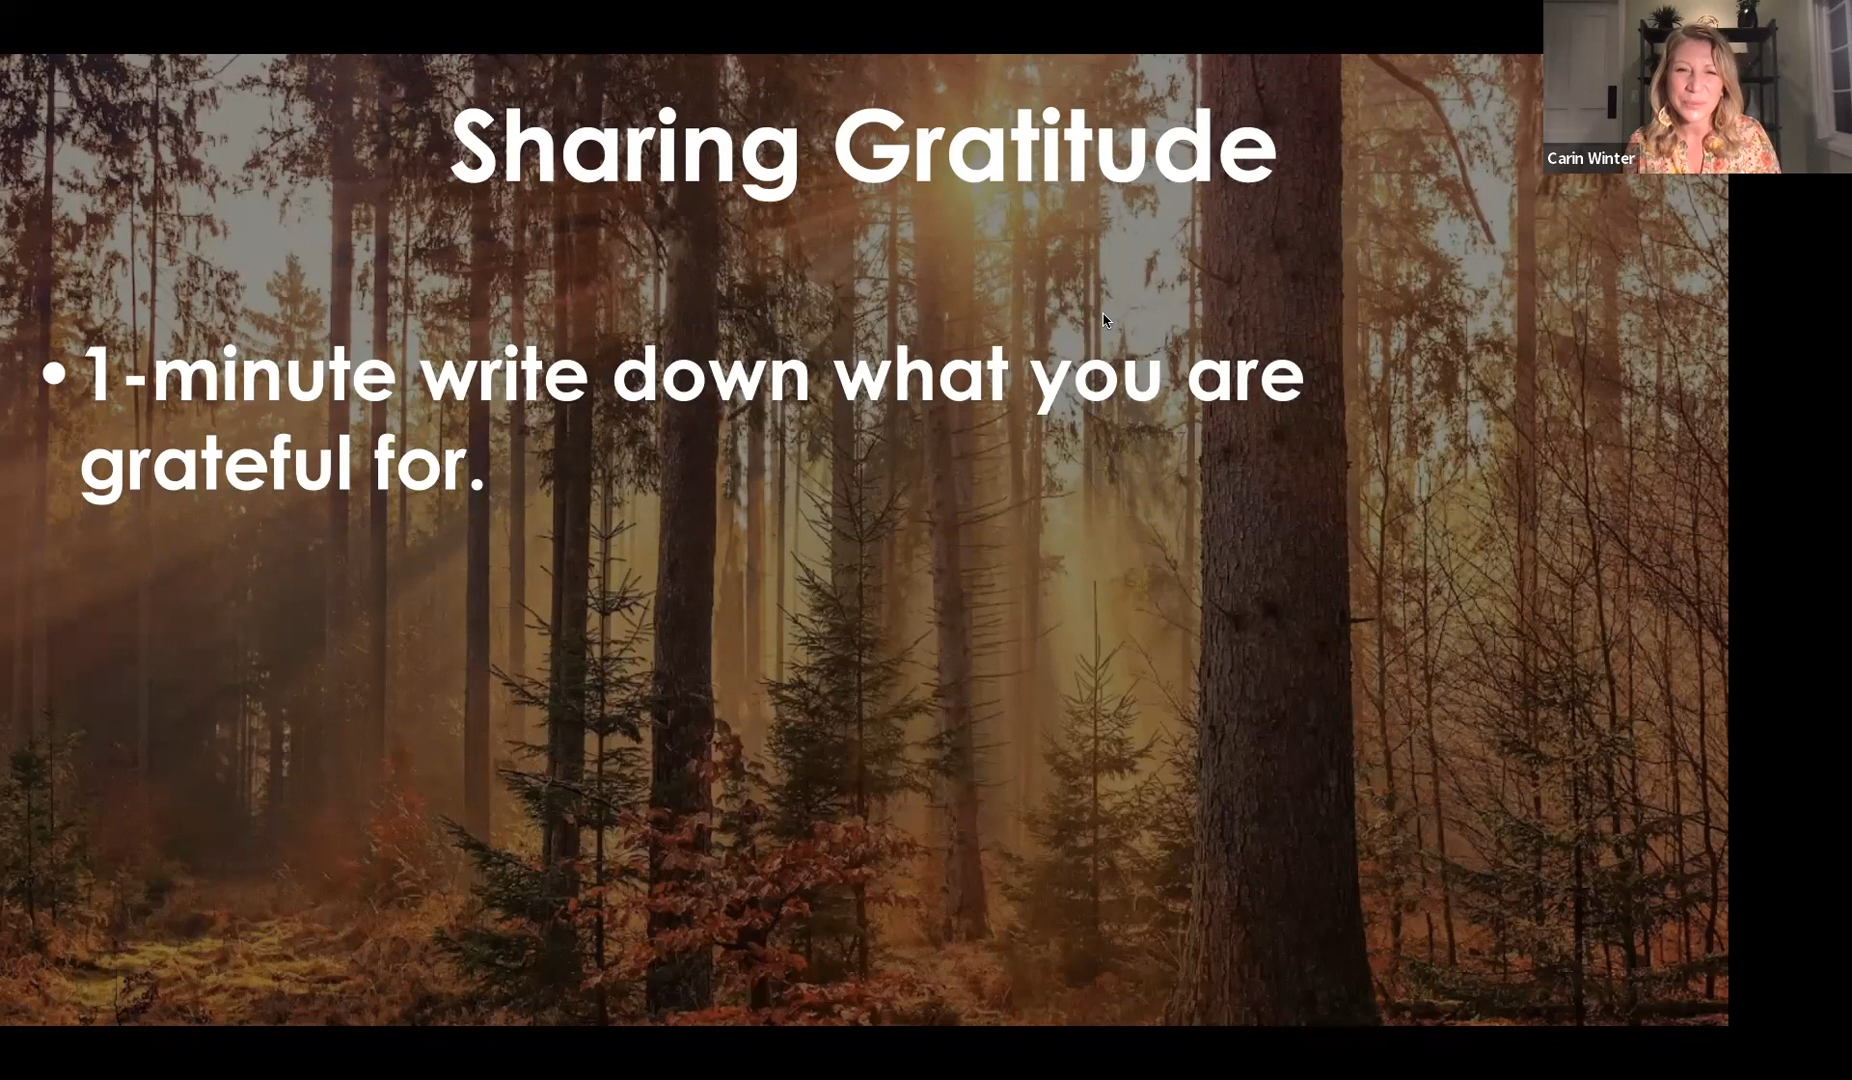 Sharing Gratitude
Carin Winter
• 1-minute write down what you are
grateful for.